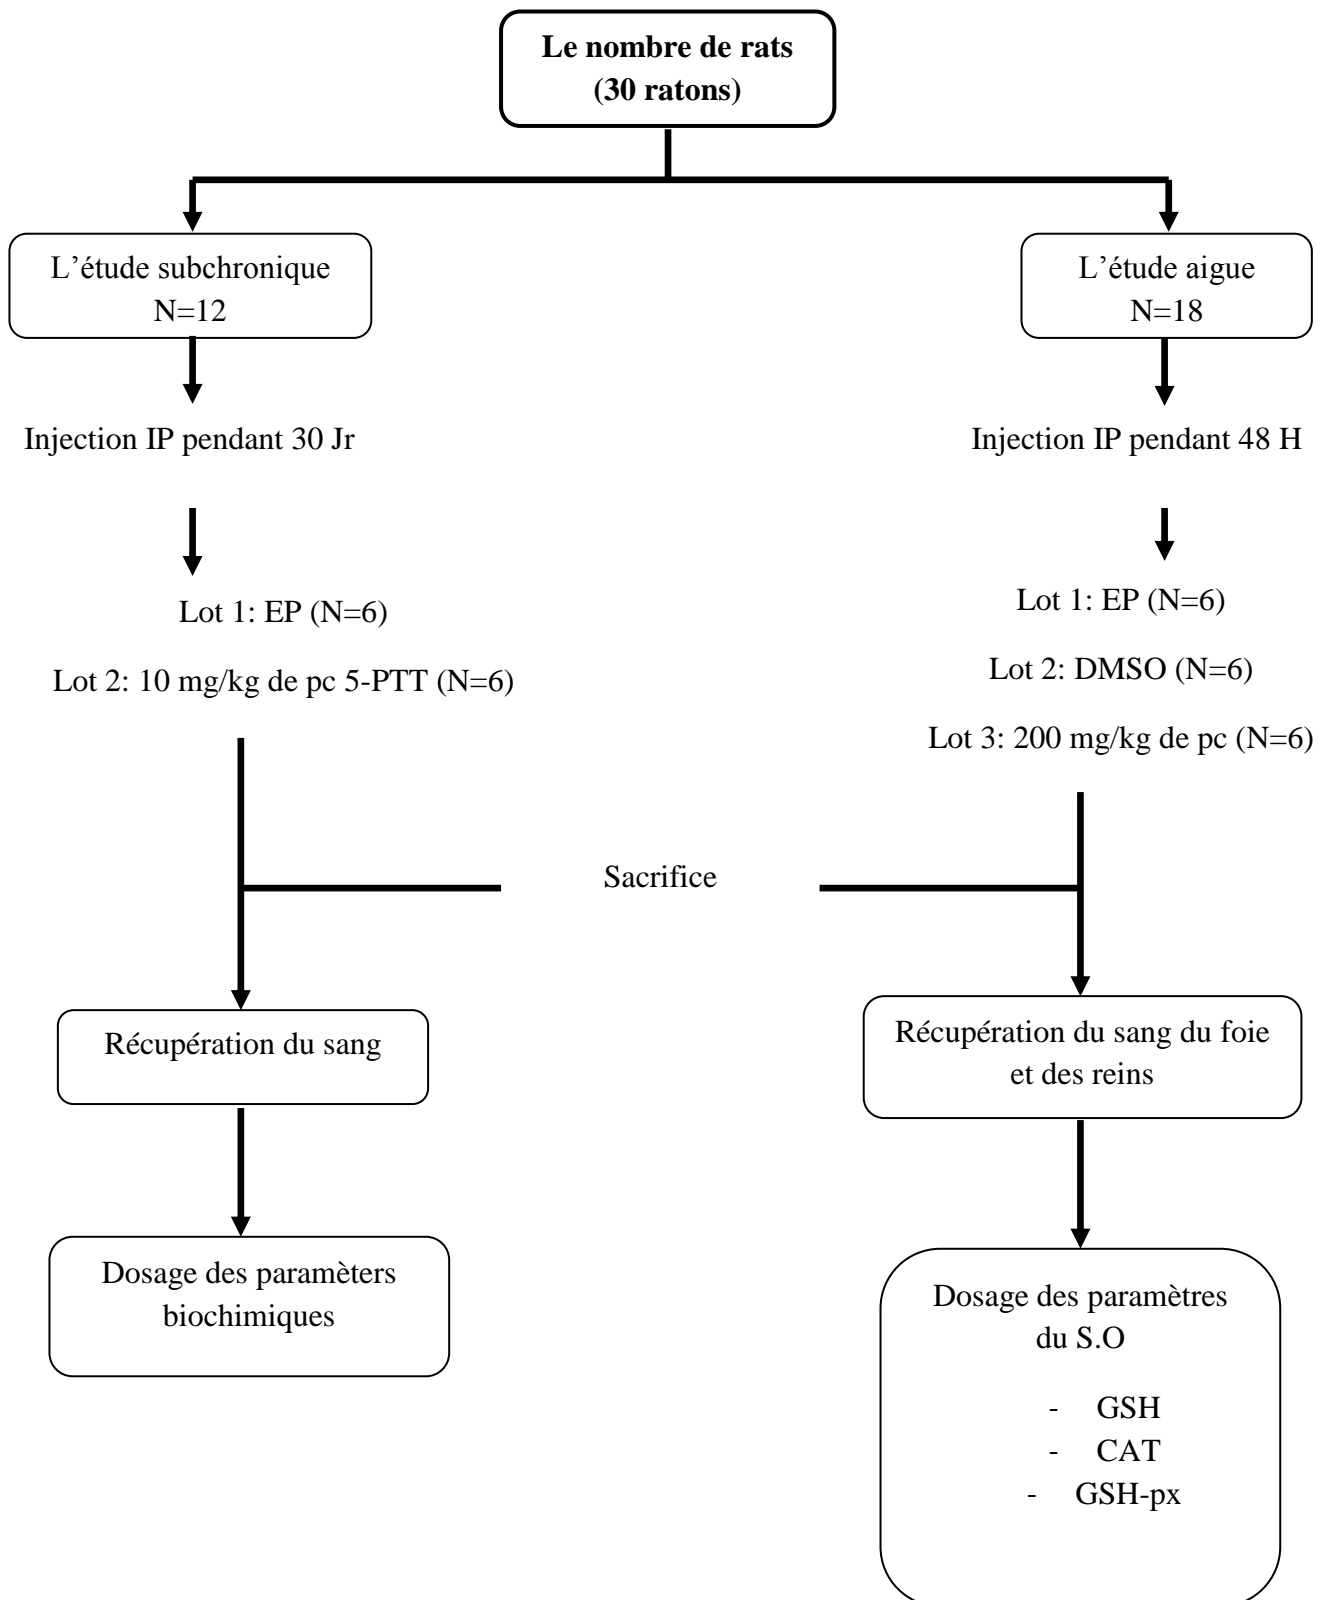 Le nombre de rats
(30 ratons)
L’étude subchronique
N=12
L’étude aigue
N=18
Injection IP pendant 30 Jr
Injection IP pendant 48 H
Lot 1: EP (N=6)
Lot 2: 10 mg/kg de pc 5-PTT (N=6)
Lot 1: EP (N=6)
Lot 2: DMSO (N=6)
Lot 3: 200 mg/kg de pc (N=6)
Sacrifice
Récupération du sang
Récupération du sang du foie
et des reins
Dosage des paramèters
biochimiques
Dosage des paramètres
du S.O
- GSH
- CAT
- GSH-px